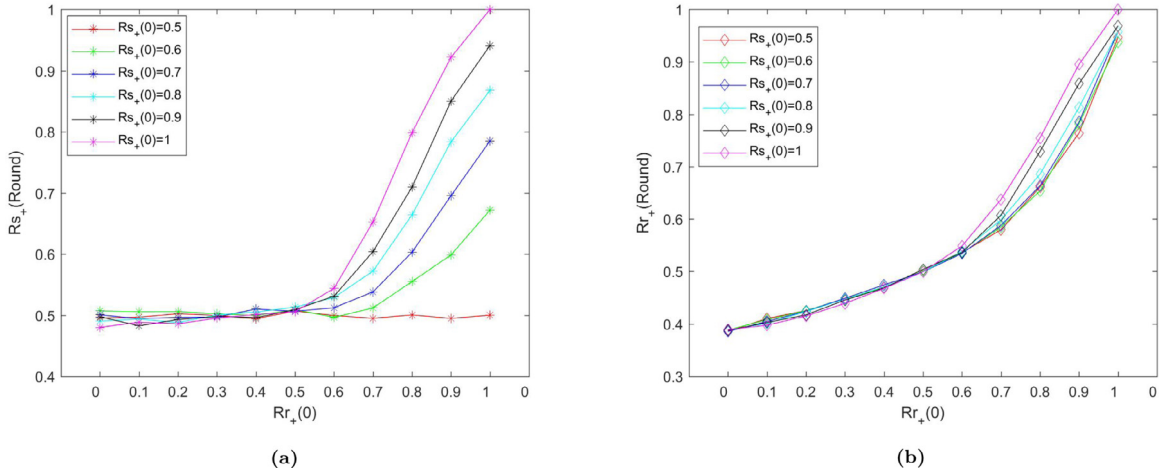 1
0.9
0.8
0.7
0.6
0.5
0.4
Rs₊(Round)
Rs₊(0)=0.5
Rs₊(0)=0.6
Rs₊(0)=0.7
Rs₊(0)=0.8
Rs₊(0)=0.9
Rs₊(0)=1
0 0.1 0.2 0.3 0.4 0.5 0.6 0.7 0.8 0.9 1.0 0
Rr₊(0)
(a)
1
0.9
0.8
0.7
0.6
0.5
0.4
0.3
Rr₊(Round)
Rs₊(0)=0.5
Rs₊(0)=0.6
Rs₊(0)=0.7
Rs₊(0)=0.8
Rs₊(0)=0.9
Rs₊(0)=1
0 0.1 0.2 0.3 0.4 0.5 0.6 0.7 0.8 0.9 1.0 0
Rr₊(0)
(b)